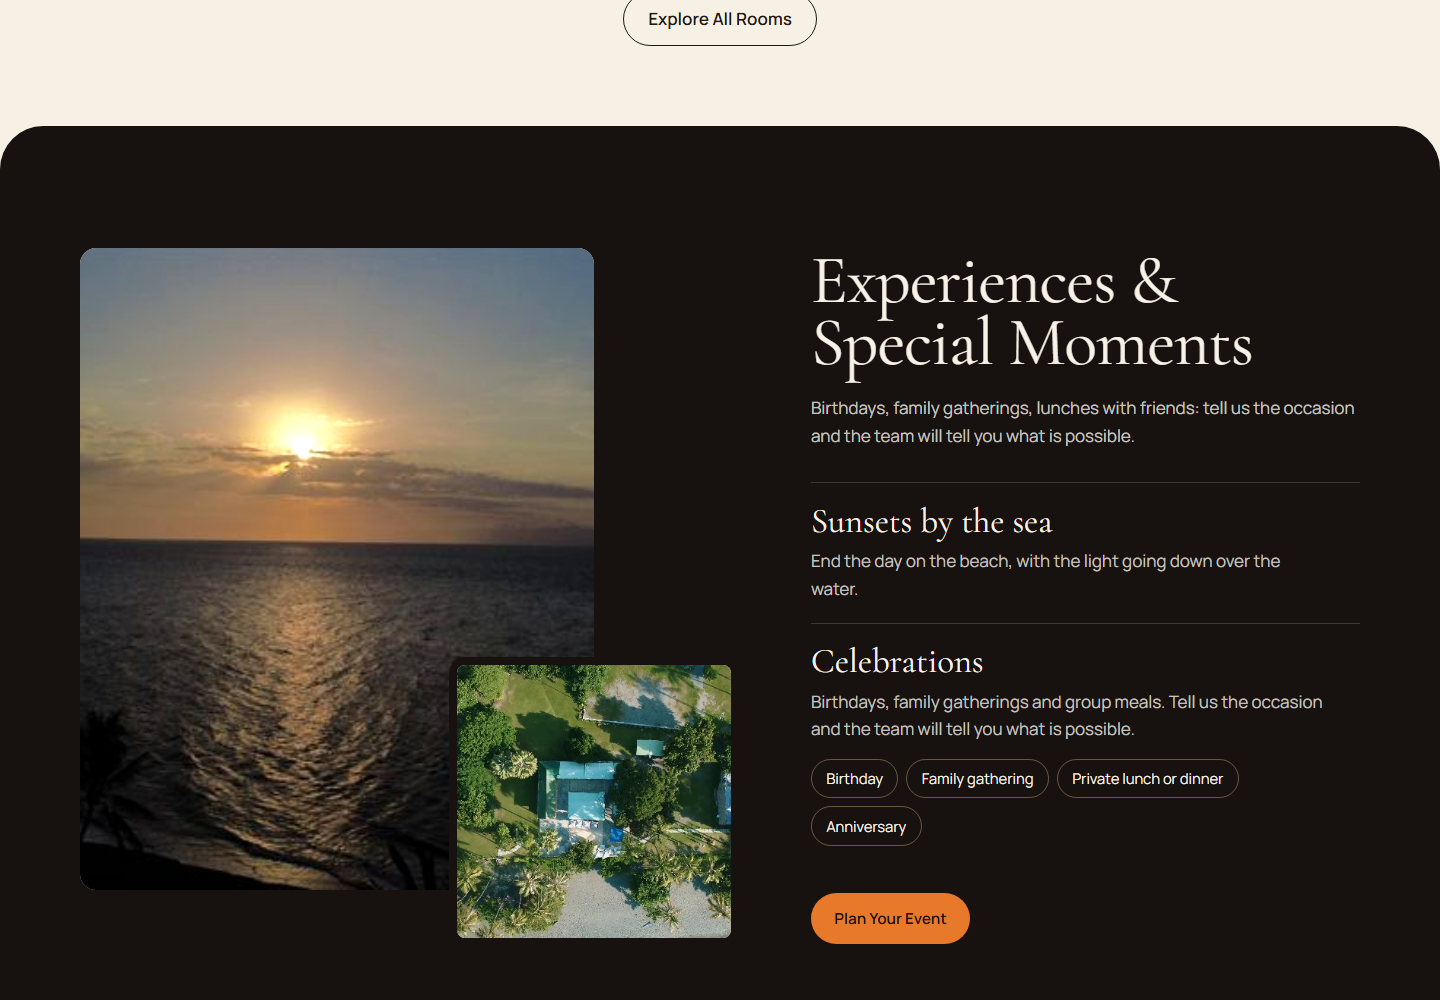 Explore All Rooms
Experiences &
Special Moments
Birthdays, family gatherings, lunches with friends: tell us the occasion
and the team will tell you what is possible.
Sunsets by the sea
End the day on the beach, with the light going down over the
water.
Celebrations
Birthdays, family gatherings and group meals. Tell us the occasion
and the team will tell you what is possible.
Birthday
Family gathering
Private lunch or dinner
Anniversary
Plan Your Event